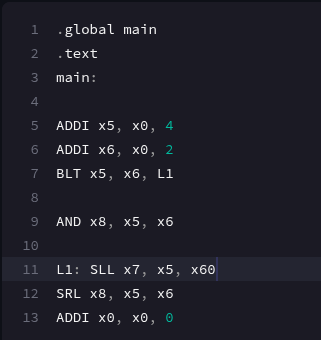 1 .global main
2 .text
3 main:
4
5 ADDI x5, x0, 4
6 ADDI x6, x0, 2
7 BLT x5, x6, L1
8
9 AND x8, x5, x6
10
11 L1: SLL x7, x5, x60
12 SRL x8, x5, x6
13 ADDI x0, x0, 0